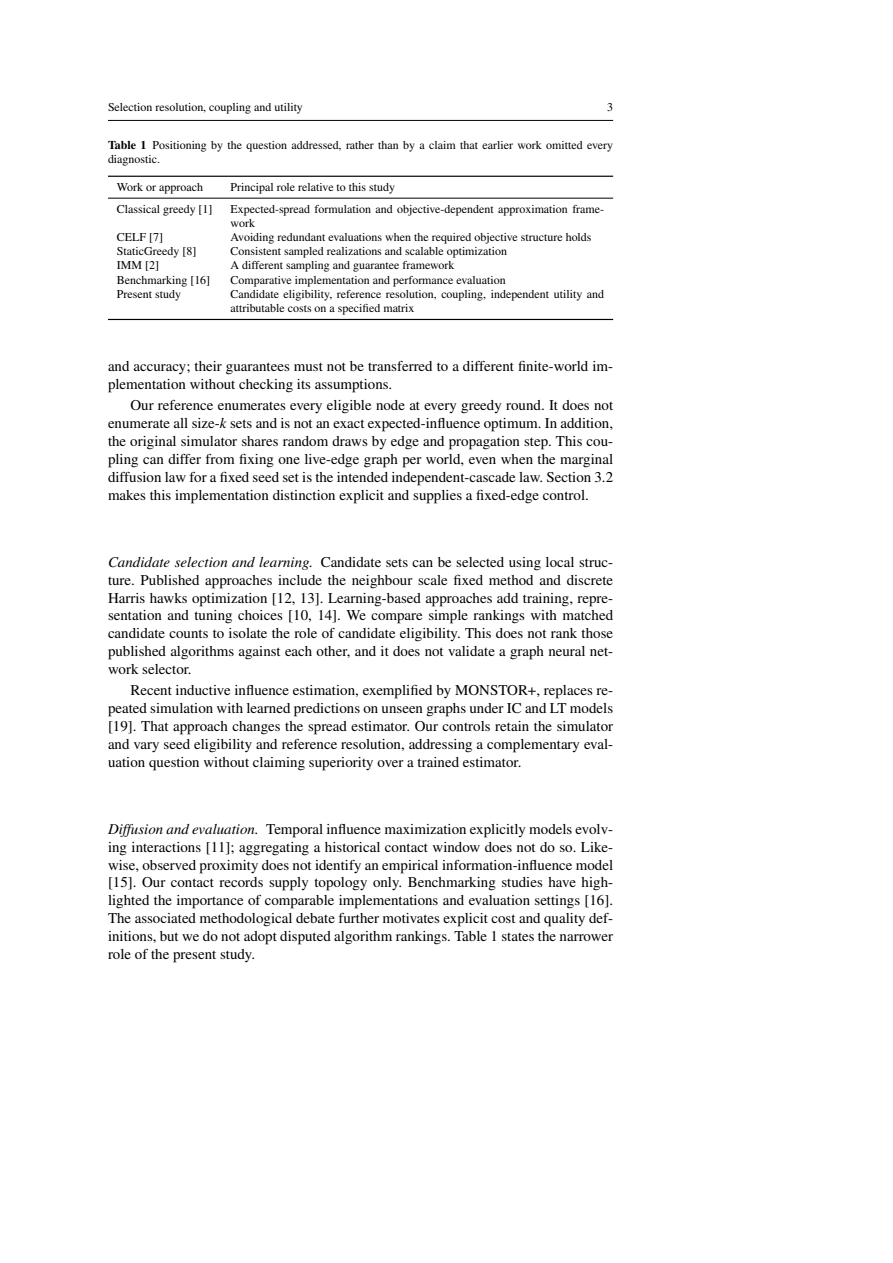 Selection resolution, coupling and utility 3
Table 1 Positioning by the question addressed, rather than by a claim that earlier work omitted every
diagnostic.
Work or approach Principal role relative to this study
Classical greedy [1] Expected-spread formulation and objective-dependent approximation frame-
work
CELF [7] Avoiding redundant evaluations when the required objective structure holds
StaticGreedy [8] Consistent sampled realizations and scalable optimization
IMM [2] A different sampling and guarantee framework
Benchmarking [16] Comparative implementation and performance evaluation
Present study Candidate eligibility, reference resolution, coupling, independent utility and
attributable costs on a specified matrix
and accuracy; their guarantees must not be transferred to a different finite-world im-
plementation without checking its assumptions.
Our reference enumerates every eligible node at every greedy round. It does not
enumerate all size-k sets and is not an exact expected-influence optimum. In addition,
the original simulator shares random draws by edge and propagation step. This cou-
pling can differ from fixing one live-edge graph per world, even when the marginal
diffusion law for a fixed seed set is the intended independent-cascade law. Section 3.2
makes this implementation distinction explicit and supplies a fixed-edge control.
Candidate selection and learning. Candidate sets can be selected using local struc-
ture. Published approaches include the neighbour scale fixed method and discrete
Harris hawks optimization [12, 13]. Learning-based approaches add training, repre-
sentation and tuning choices [10, 14]. We compare simple rankings with matched
candidate counts to isolate the role of candidate eligibility. This does not rank those
published algorithms against each other, and it does not validate a graph neural net-
work selector.
Recent inductive influence estimation, exemplified by MONSTOR+, replaces re-
peated simulation with learned predictions on unseen graphs under IC and LT models
[19]. That approach changes the spread estimator. Our controls retain the simulator
and vary seed eligibility and reference resolution, addressing a complementary eval-
uation question without claiming superiority over a trained estimator.
Diffusion and evaluation. Temporal influence maximization explicitly models evolv-
ing interactions [11]; aggregating a historical contact window does not do so. Like-
wise, observed proximity does not identify an empirical information-influence model
[15]. Our contact records supply topology only. Benchmarking studies have high-
lighted the importance of comparable implementations and evaluation settings [16].
The associated methodological debate further motivates explicit cost and quality def-
initions, but we do not adopt disputed algorithm rankings. Table 1 states the narrower
role of the present study.